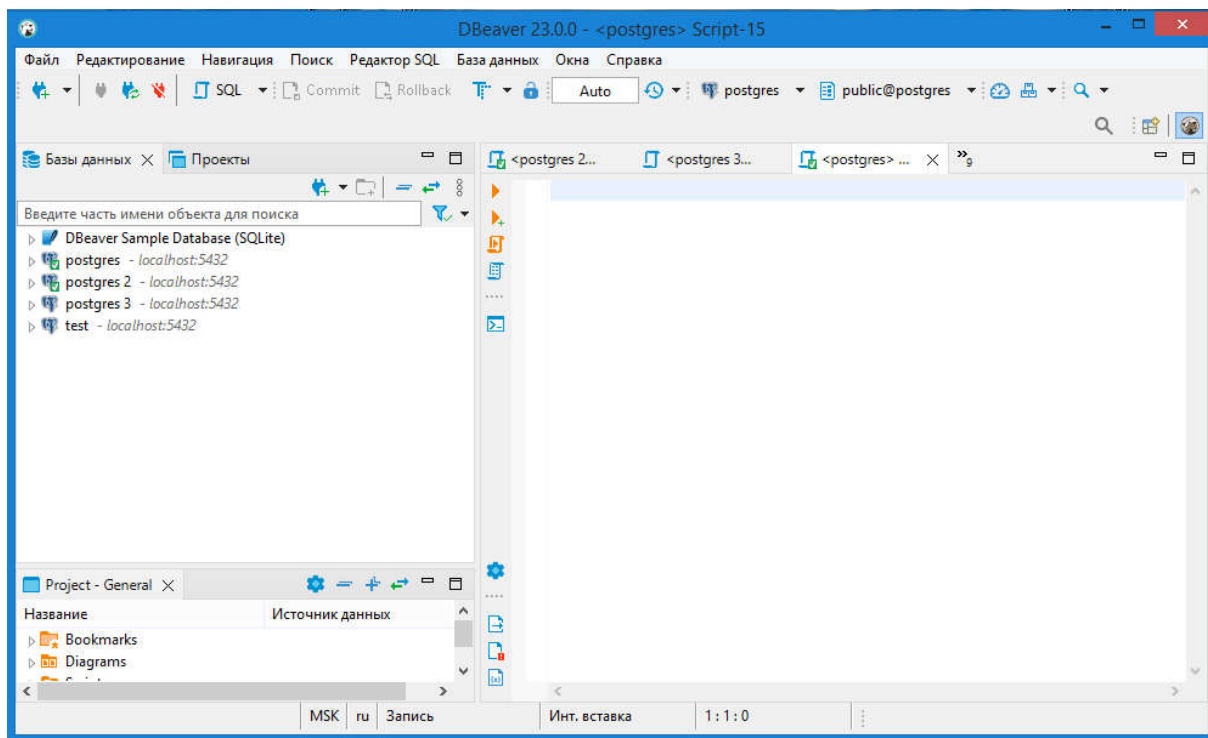 DBeaver 23.0.0 - <postgres> Script-15
Файл Редактирование Навигация Поиск Редактор SQL База данных Окна Справка
SQL Commit Rollback Auto postgres public@postgres
Базы данных Проекты
<postgres 2... <postgres 3... <postgres> ... »9
Введите часть имени объекта для поиска
DBeaver Sample Database (SQLite)
postgres - localhost:5432
postgres 2 - localhost:5432
postgres 3 - localhost:5432
test - localhost:5432
Project - General
Название Источник данных
Bookmarks
Diagrams
MSK ru Запись Инт. вставка 1:1:0